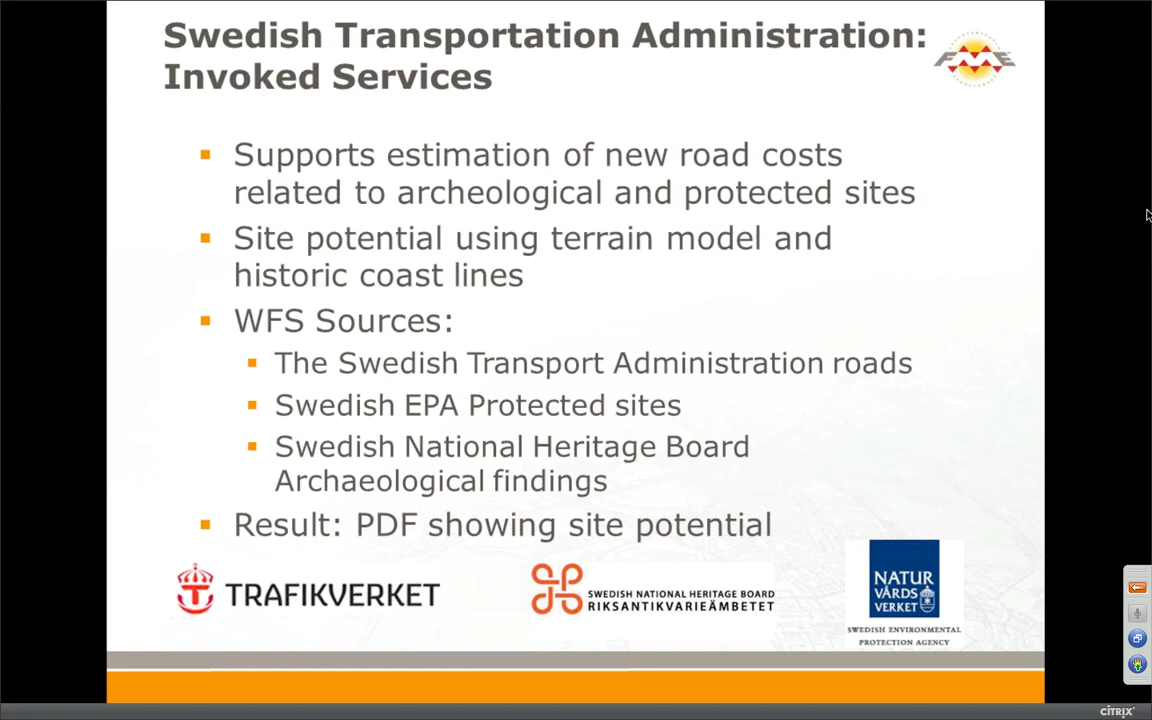 Swedish Transportation Administration:
Invoked Services
FME
Supports estimation of new road costs
related to archeological and protected sites
Site potential using terrain model and
historic coast lines
WFS Sources:
The Swedish Transport Administration roads
Swedish EPA Protected sites
Swedish National Heritage Board
Archaeological findings
Result: PDF showing site potential
TRAFIKVERKET
SWEDISH NATIONAL HERITAGE BOARD
RIKSANTIKVARIEÄMBETET
NATUR
VÅRDS
VERKET
SWEDISH ENVIRONMENTAL
PROTECTION AGENCY
CITRIX